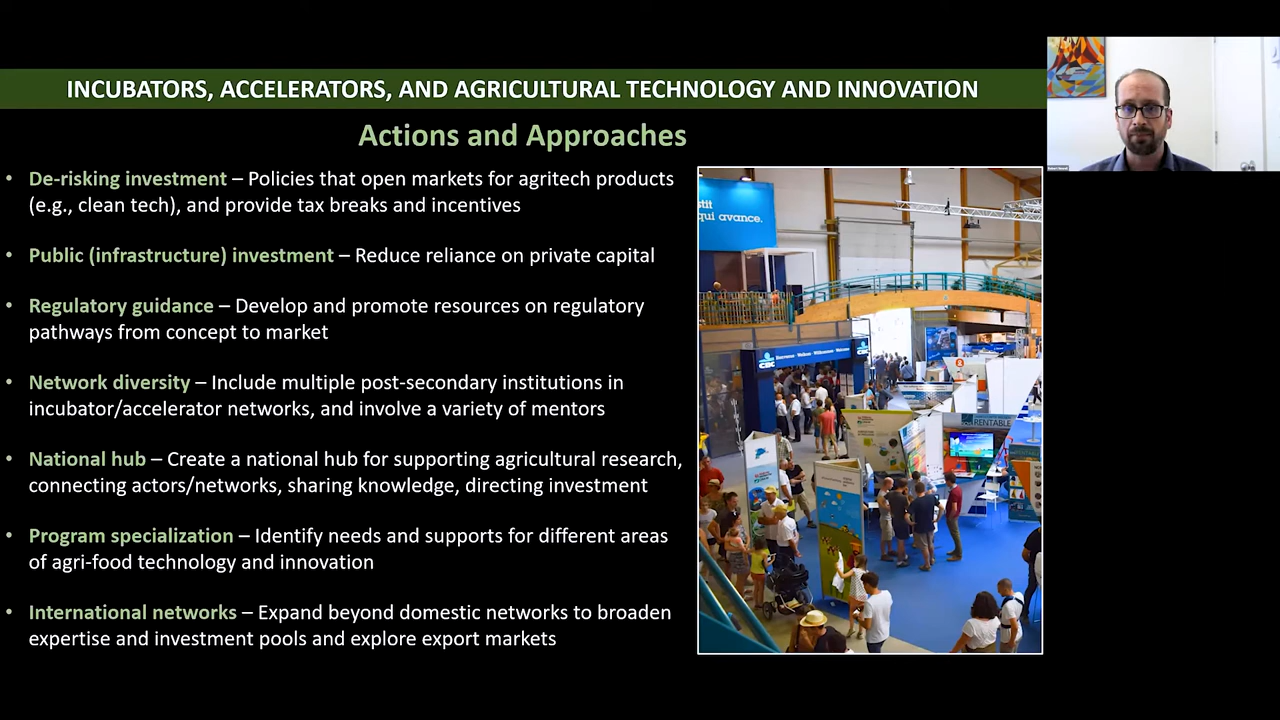 INCUBATORS, ACCELERATORS, AND AGRICULTURAL TECHNOLOGY AND INNOVATION
Actions and Approaches
• De-risking investment – Policies that open markets for agritech products
(e.g., clean tech), and provide tax breaks and incentives
• Public (infrastructure) investment – Reduce reliance on private capital
• Regulatory guidance – Develop and promote resources on regulatory
pathways from concept to market
• Network diversity – Include multiple post-secondary institutions in
incubator/accelerator networks, and involve a variety of mentors
• National hub – Create a national hub for supporting agricultural research,
connecting actors/networks, sharing knowledge, directing investment
• Program specialization – Identify needs and supports for different areas
of agri-food technology and innovation
• International networks – Expand beyond domestic networks to broaden
expertise and investment pools and explore export markets
qui avance.
CBC
CBC
RENTABLE